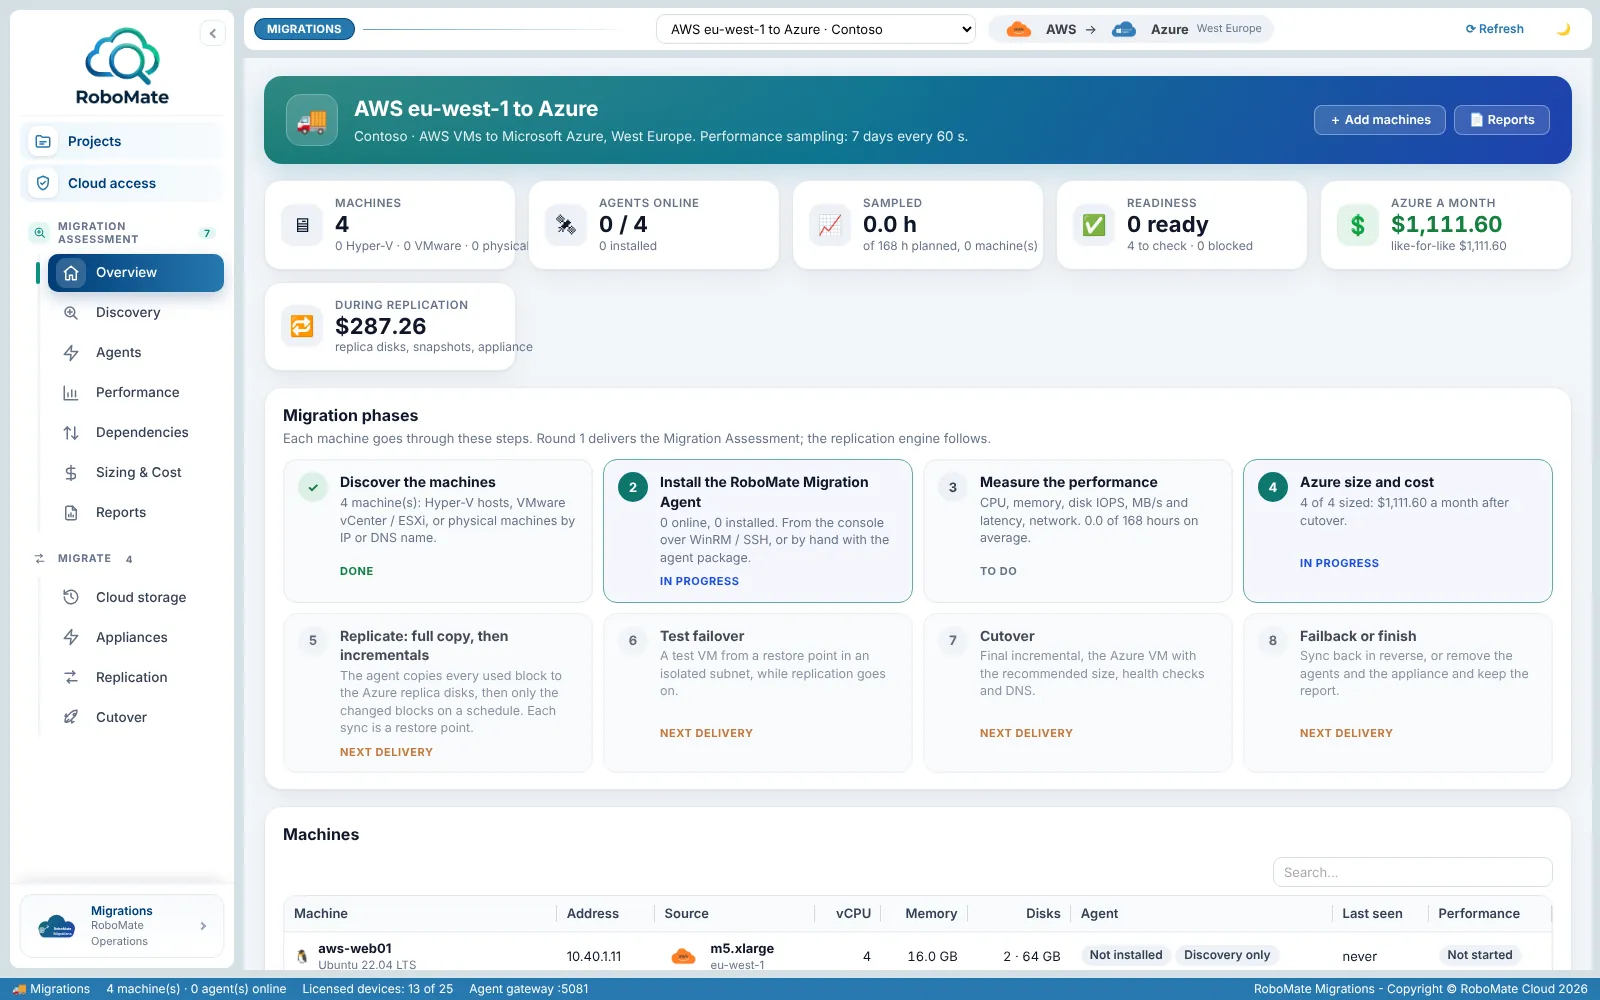 RoboMate
Projects
Cloud access
MIGRATION
ASSESSMENT
7
Overview
Discovery
Agents
Performance
Dependencies
Sizing & Cost
Reports
MIGRATE 4
Cloud storage
Appliances
Replication
Cutover
Migrations
RoboMate
Operations
MIGRATIONS
AWS eu-west-1 to Azure · Contoso
AWS → Azure West Europe
⟳ Refresh
AWS eu-west-1 to Azure
Contoso · AWS VMs to Microsoft Azure, West Europe. Performance sampling: 7 days every 60 s.
+ Add machines
Reports
MACHINES
4
0 Hyper-V · 0 VMware · 0 physical
AGENTS ONLINE
0 / 4
0 installed
SAMPLED
0.0 h
of 168 h planned, 0 machine(s)
READINESS
0 ready
4 to check · 0 blocked
AZURE A MONTH
$1,111.60
like-for-like $1,111.60
DURING REPLICATION
$287.26
replica disks, snapshots, appliance
Migration phases
Each machine goes through these steps. Round 1 delivers the Migration Assessment; the replication engine follows.
Discover the machines
4 machine(s): Hyper-V hosts, VMware
vCenter / ESXi, or physical machines by
IP or DNS name.
DONE
2
Install the RoboMate Migration
Agent
0 online, 0 installed. From the console
over WinRM / SSH, or by hand with the
agent package.
IN PROGRESS
3
Measure the performance
CPU, memory, disk IOPS, MB/s and
latency, network. 0.0 of 168 hours on
average.
TO DO
4
Azure size and cost
4 of 4 sized: $1,111.60 a month after
cutover.
IN PROGRESS
5
Replicate: full copy, then
incrementals
The agent copies every used block to
the Azure replica disks, then only the
changed blocks on a schedule. Each
sync is a restore point.
NEXT DELIVERY
6
Test failover
A test VM from a restore point in an
isolated subnet, while replication goes
on.
NEXT DELIVERY
7
Cutover
Final incremental, the Azure VM with
the recommended size, health checks
and DNS.
NEXT DELIVERY
8
Failback or finish
Sync back in reverse, or remove the
agents and the appliance and keep the
report.
NEXT DELIVERY
Machines
Search...
Machine Address Source vCPU Memory Disks Agent Last seen Performance
aws-web01 10.40.1.11 m5.xlarge 4 16.0 GB 2 · 64 GB Not installed Discovery only never Not started
Ubuntu 22.04 LTS eu-west-1
Migrations 4 machine(s) · 0 agent(s) online Licensed devices: 13 of 25 Agent gateway :5081
RoboMate Migrations - Copyright © RoboMate Cloud 2026